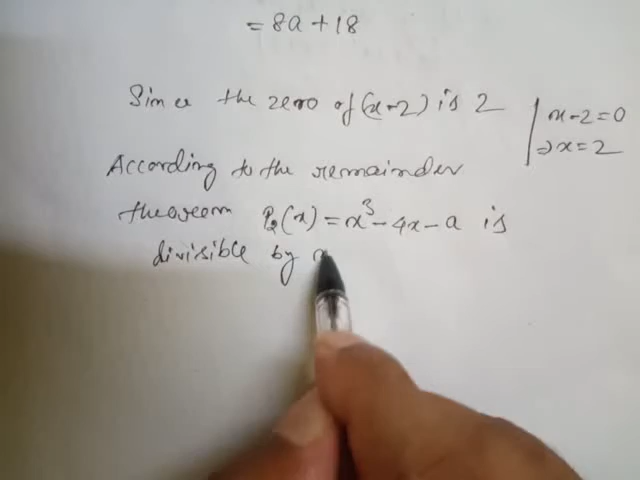 = 8a + 18
Since the zero of (x-2) is 2
x-2=0
⇒x=2
According to the remainder
theorem P₂(x) = x³ - 4x - a is
divisible by x